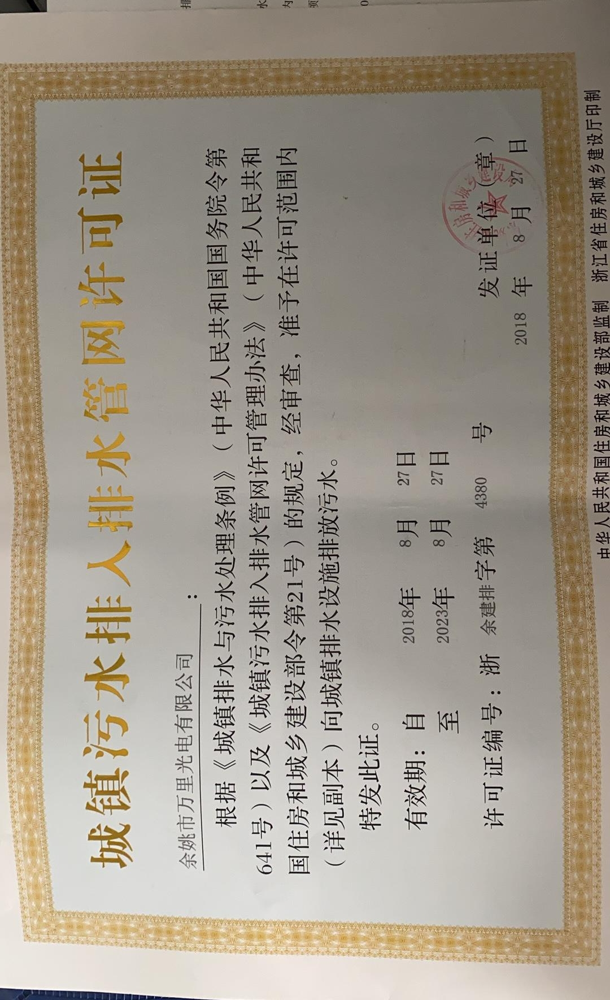 城镇污水排入排水管网许可证
余姚市万里光电有限公司：
根据《城镇排水与污水处理条例》（中华人民共和国国务院令第
641号）以及《城镇污水排入排水管网许可管理办法》（中华人民共和
国住房和城乡建设部令第21号）的规定，经审查，准予在许可范围内
（详见副本）向城镇排水设施排放污水。
特发此证。
有效期：自 2018年 8月 27日
至 2023年 8月 27日
许可证编号：浙 余建排 字第 4380 号
发证单位（章）
2018 年 8 月 27 日
住房和城乡建设
中华人民共和国住房和城乡建设部监制 浙江省住房和城乡建设厅印制